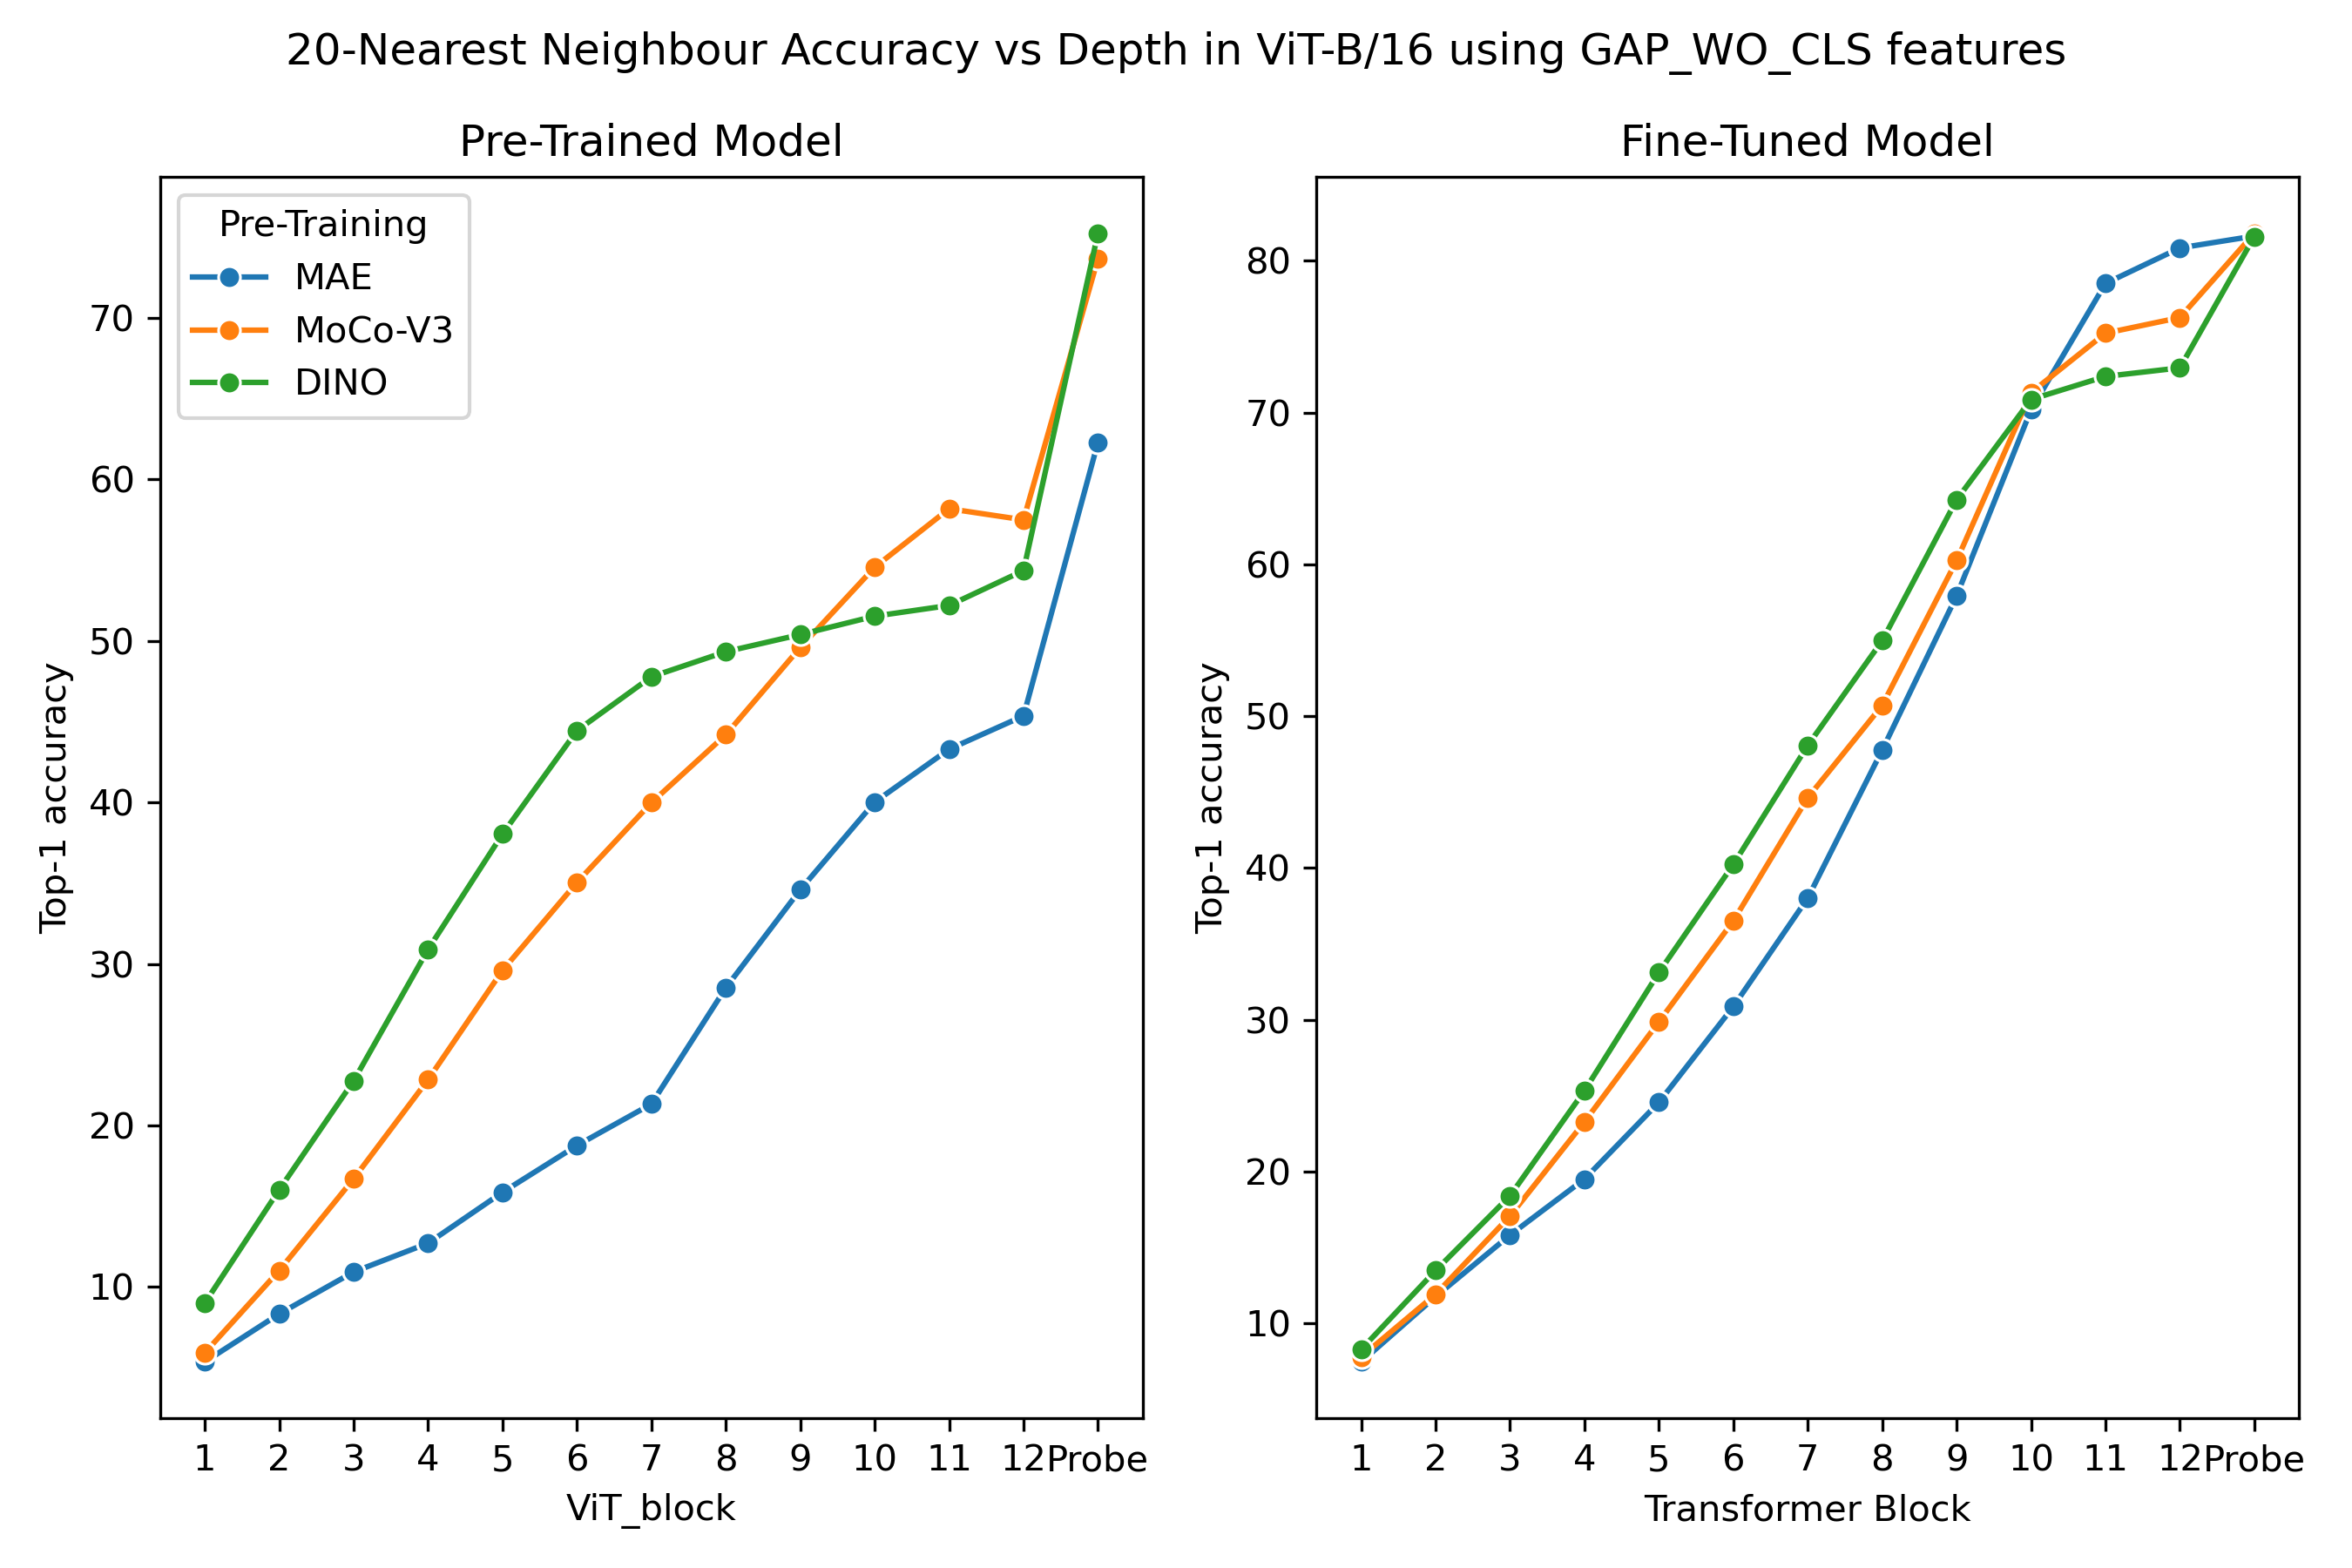 20-Nearest Neighbour Accuracy vs Depth in ViT-B/16 using GAP_WO_CLS features
Pre-Trained Model
Pre-Training
MAE
MoCo-V3
DINO
70
60
50
40
30
20
10
Top-1 accuracy
1 2 3 4 5 6 7 8 9 10 11 12 Probe
ViT_block
Fine-Tuned Model
80
70
60
50
40
30
20
10
Top-1 accuracy
1 2 3 4 5 6 7 8 9 10 11 12 Probe
Transformer Block